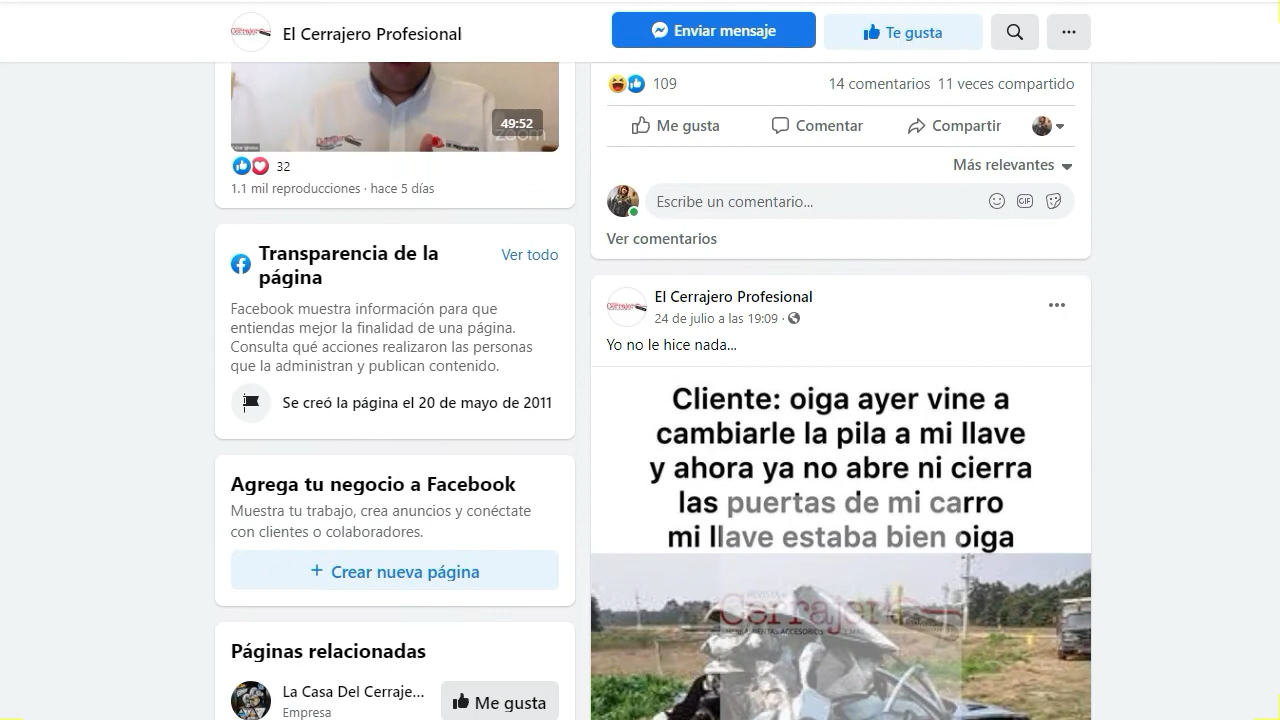 El Cerrajero Profesional
Enviar mensaje
Te gusta
49:52
zoom
32
1.1 mil reproducciones · hace 5 días
Transparencia de la
página
Ver todo
Facebook muestra información para que
entiendas mejor la finalidad de una página.
Consulta qué acciones realizaron las personas
que la administran y publican contenido.
Se creó la página el 20 de mayo de 2011
Agrega tu negocio a Facebook
Muestra tu trabajo, crea anuncios y conéctate
con clientes o colaboradores.
+ Crear nueva página
Páginas relacionadas
La Casa Del Cerraje...
Empresa
Me gusta
109
14 comentarios 11 veces compartido
Me gusta
Comentar
Compartir
Más relevantes
Escribe un comentario...
GIF
Ver comentarios
El Cerrajero Profesional
24 de julio a las 19:09 ·
Yo no le hice nada...
Cliente: oiga ayer vine a
cambiarle la pila a mi llave
y ahora ya no abre ni cierra
las puertas de mi carro
mi llave estaba bien oiga
REVISTA
Cerrajero